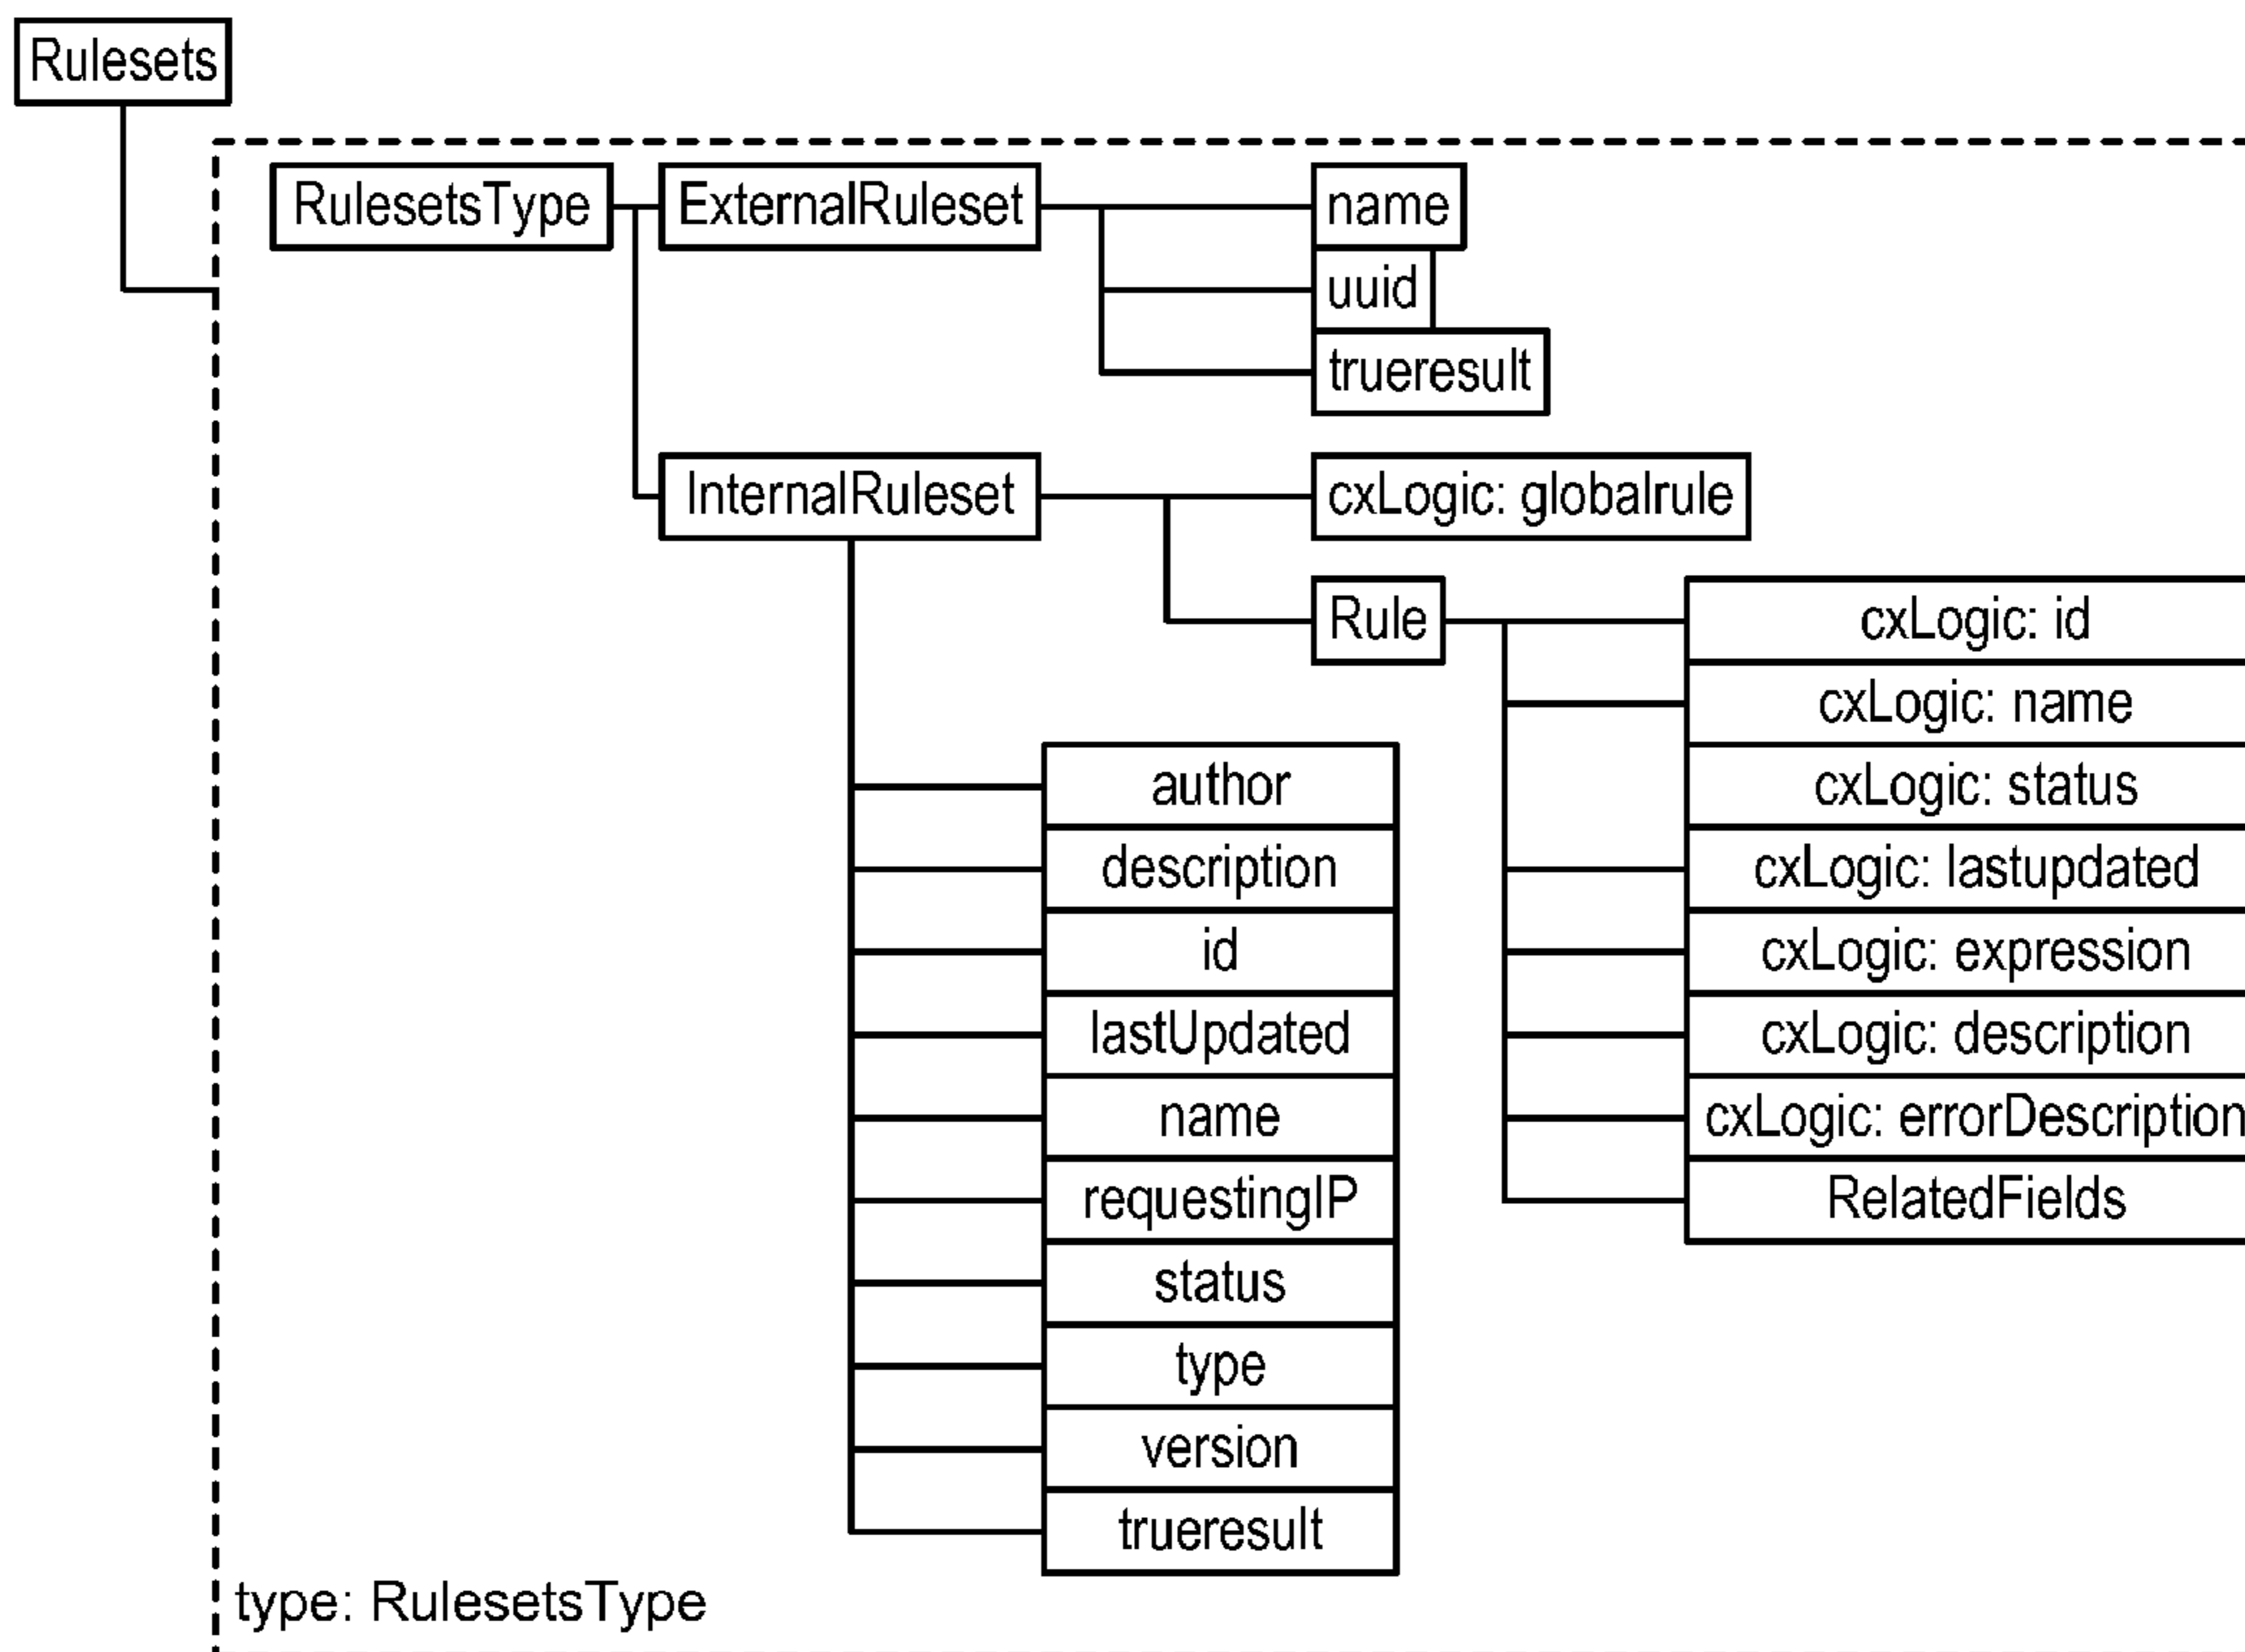 Rulesets
RulesetsType
ExternalRuleset
name
uuid
trueresult
InternalRuleset
cxLogic: globalrule
Rule
cxLogic: id
cxLogic: name
cxLogic: status
cxLogic: lastupdated
cxLogic: expression
cxLogic: description
cxLogic: errorDescription
RelatedFields
author
description
id
lastUpdated
name
requestingIP
status
type
version
trueresult
type: RulesetsType